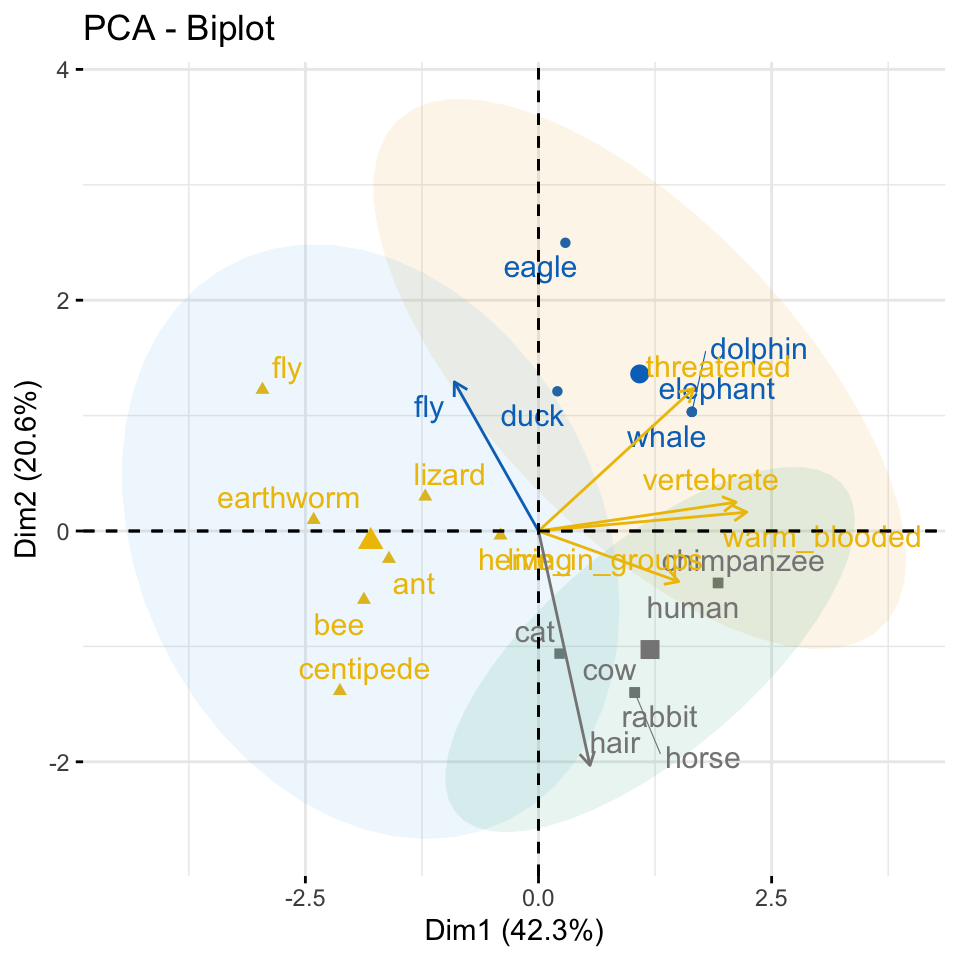 PCA - Biplot
4
eagle
2
dolphin
threatened
fly
elephant
fly
duck
whale
lizard
vertebrate
earthworm
0
warm_blooded
herring
living_in_groups
chimpanzee
ant
human
bee
cat
centipede
cow
rabbit
hair
-2
horse
-2.5
0.0
2.5
Dim1 (42.3%)
Dim2 (20.6%)